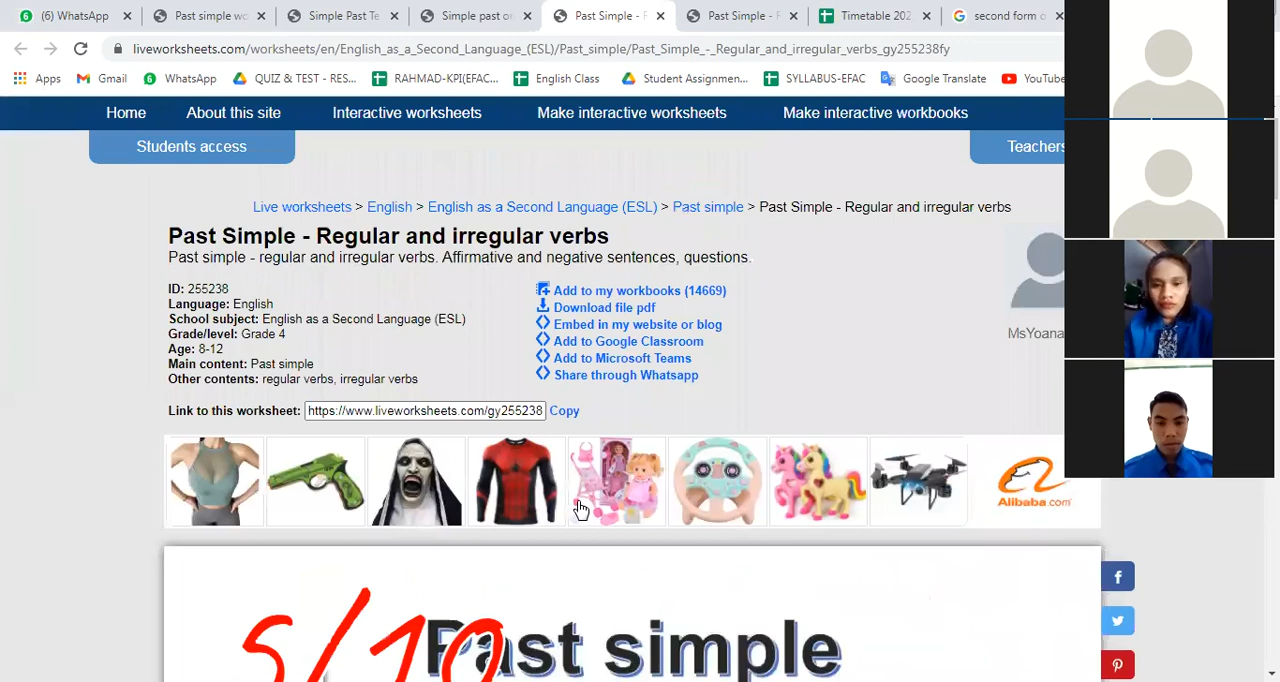 (6) WhatsApp
Past simple wo
Simple Past Te
Simple past o
Past Simple - F
Past Simple - F
Timetable 202
second form o
liveworksheets.com/worksheets/en/English_as_a_Second_Language_(ESL)/Past_simple/Past_Simple_-_Regular_and_irregular_verbs_gy255238fy
Apps
Gmail
WhatsApp
QUIZ & TEST - RES...
RAHMAD-KPI(EFAC...
English Class
Student Assignmen...
SYLLABUS-EFAC
Google Translate
YouTube
Home
About this site
Interactive worksheets
Make interactive worksheets
Make interactive workbooks
Students access
Teachers
Live worksheets > English > English as a Second Language (ESL) > Past simple > Past Simple - Regular and irregular verbs
Past Simple - Regular and irregular verbs
Past simple - regular and irregular verbs. Affirmative and negative sentences, questions.
ID: 255238
Language: English
School subject: English as a Second Language (ESL)
Grade/level: Grade 4
Age: 8-12
Main content: Past simple
Other contents: regular verbs, irregular verbs
Add to my workbooks (14669)
Download file pdf
Embed in my website or blog
Add to Google Classroom
Add to Microsoft Teams
Share through Whatsapp
MsYoana
Link to this worksheet: https://www.liveworksheets.com/gy255238 Copy
Alibaba.com
5/10
Past simple